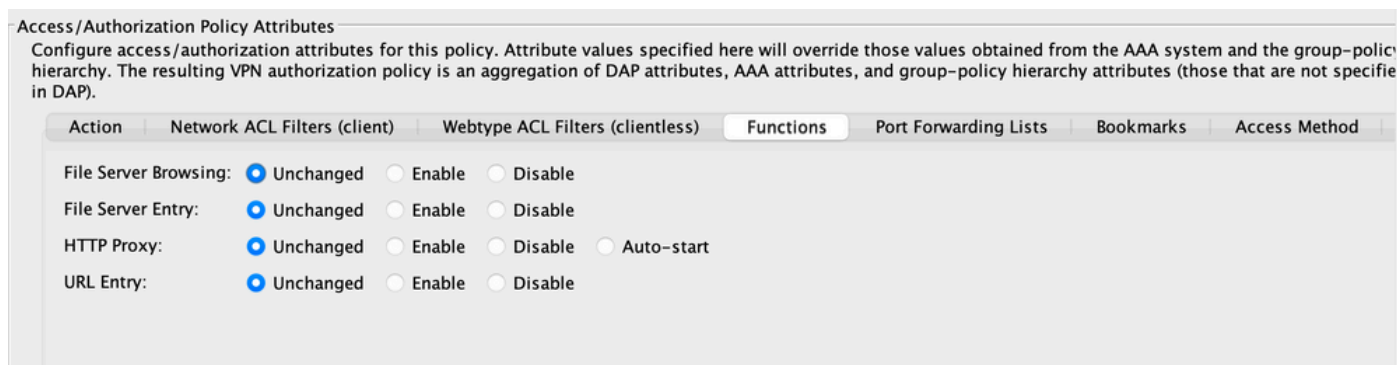 Access/Authorization Policy Attributes
Configure access/authorization attributes for this policy. Attribute values specified here will override those values obtained from the AAA system and the group-policy
hierarchy. The resulting VPN authorization policy is an aggregation of DAP attributes, AAA attributes, and group-policy hierarchy attributes (those that are not specifie
in DAP).
Action Network ACL Filters (client) Webtype ACL Filters (clientless) Functions Port Forwarding Lists Bookmarks Access Method
File Server Browsing: Unchanged Enable Disable
File Server Entry: Unchanged Enable Disable
HTTP Proxy: Unchanged Enable Disable Auto-start
URL Entry: Unchanged Enable Disable